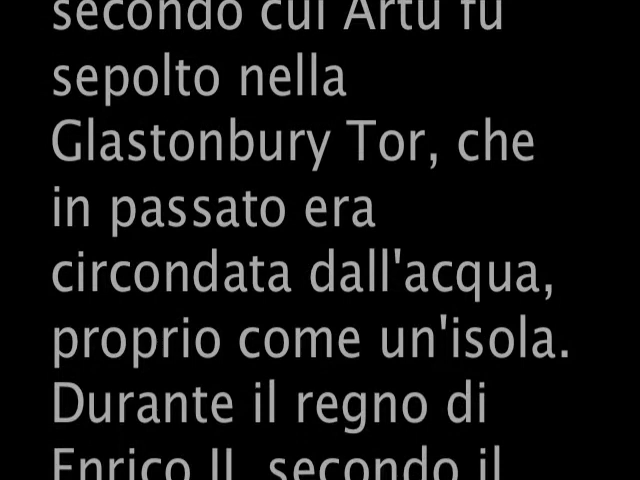 secondo cui Artù fu
sepolto nella
Glastonbury Tor, che
in passato era
circondata dall'acqua,
proprio come un'isola.
Durante il regno di
Enrico II, secondo il